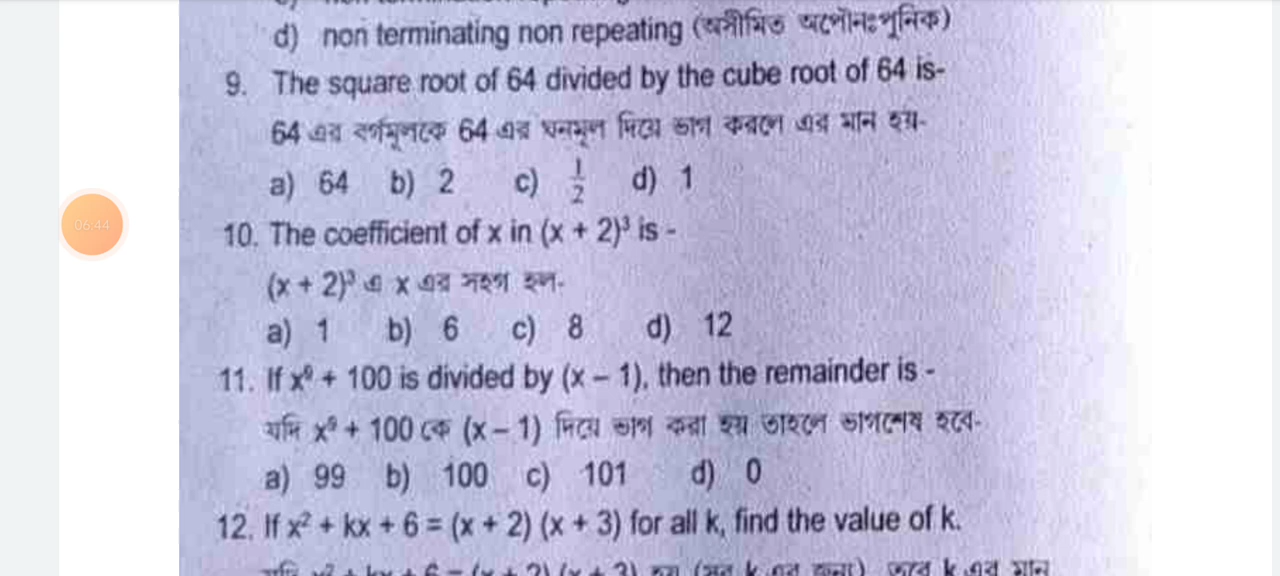 d) non terminating non repeating (অসীমিত অপৌনঃপুনিক)
9. The square root of 64 divided by the cube root of 64 is-
64 এর বর্গমূলকে 64 এর ঘনমূল দিয়ে ভাগ করলে এর মান হয়-
a) 64 b) 2 c) 1/2 d) 1
10. The coefficient of x in (x + 2)³ is -
(x + 2)³ এ x এর সহগ হল-
a) 1 b) 6 c) 8 d) 12
11. If x⁹ + 100 is divided by (x – 1), then the remainder is -
যদি x⁹ + 100 কে (x – 1) দিয়ে ভাগ করা হয় তাহলে ভাগশেষ হবে-
a) 99 b) 100 c) 101 d) 0
12. If x² + kx + 6 = (x + 2) (x + 3) for all k, find the value of k.
06:44